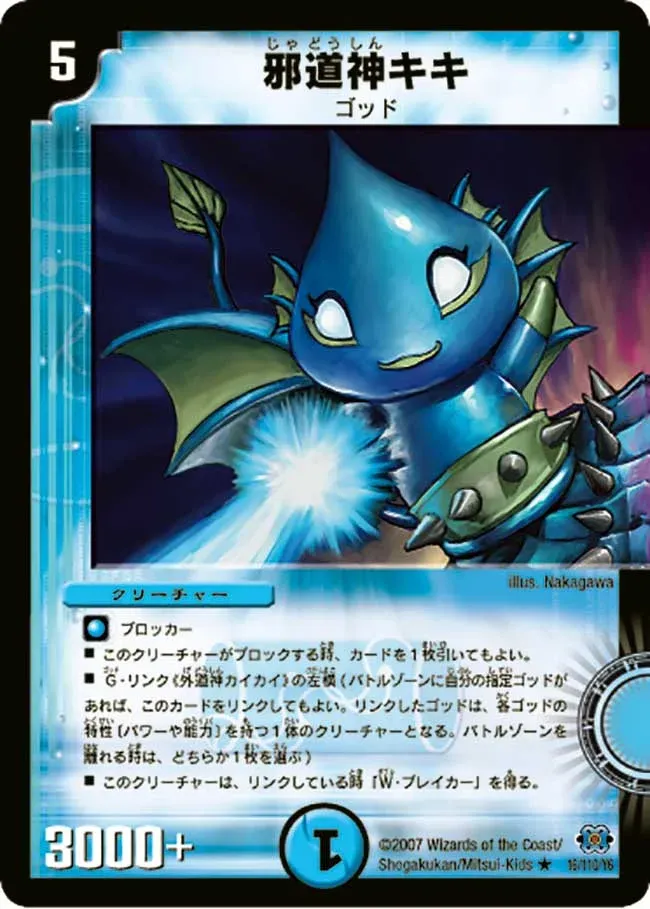 5
じゃどうしん
邪道神キキ
ゴッド
illus. Nakagawa
クリーチャー
ブロッカー
■ このクリーチャーがブロックする時、カードを1枚引いてもよい。
■ G・リンク《外道神カイカイ》の左横(バトルゾーンに自分の指定ゴッドが
あれば、このカードをリンクしてもよい。リンクしたゴッドは、各ゴッドの
特性(パワーや能力)を持つ1体のクリーチャーとなる。バトルゾーンを
離れる時は、どちらか1枚を選ぶ)
■ このクリーチャーは、リンクしている時「W・ブレイカー」を得る。
3000+
1
©2007 Wizards of the Coast/
Shogakukan/Mitsui-Kids ★ 16/110/Y6